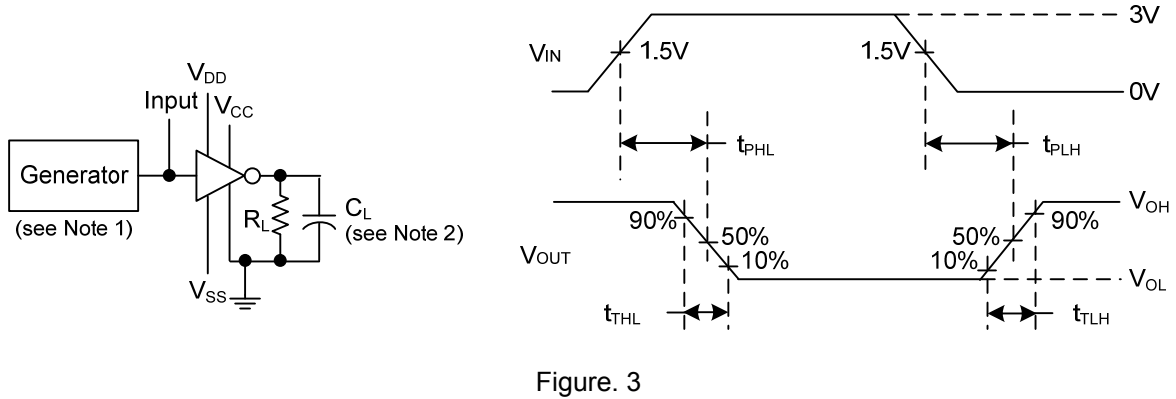 VDD
Input
VCC
Generator
(see Note 1)
RL
CL
(see Note 2)
VSS
3V
VIN
1.5V
1.5V
0V
tPHL
tPLH
VOH
90%
90%
50%
50%
VOUT
10%
10%
VOL
tTHL
tTLH
Figure. 3